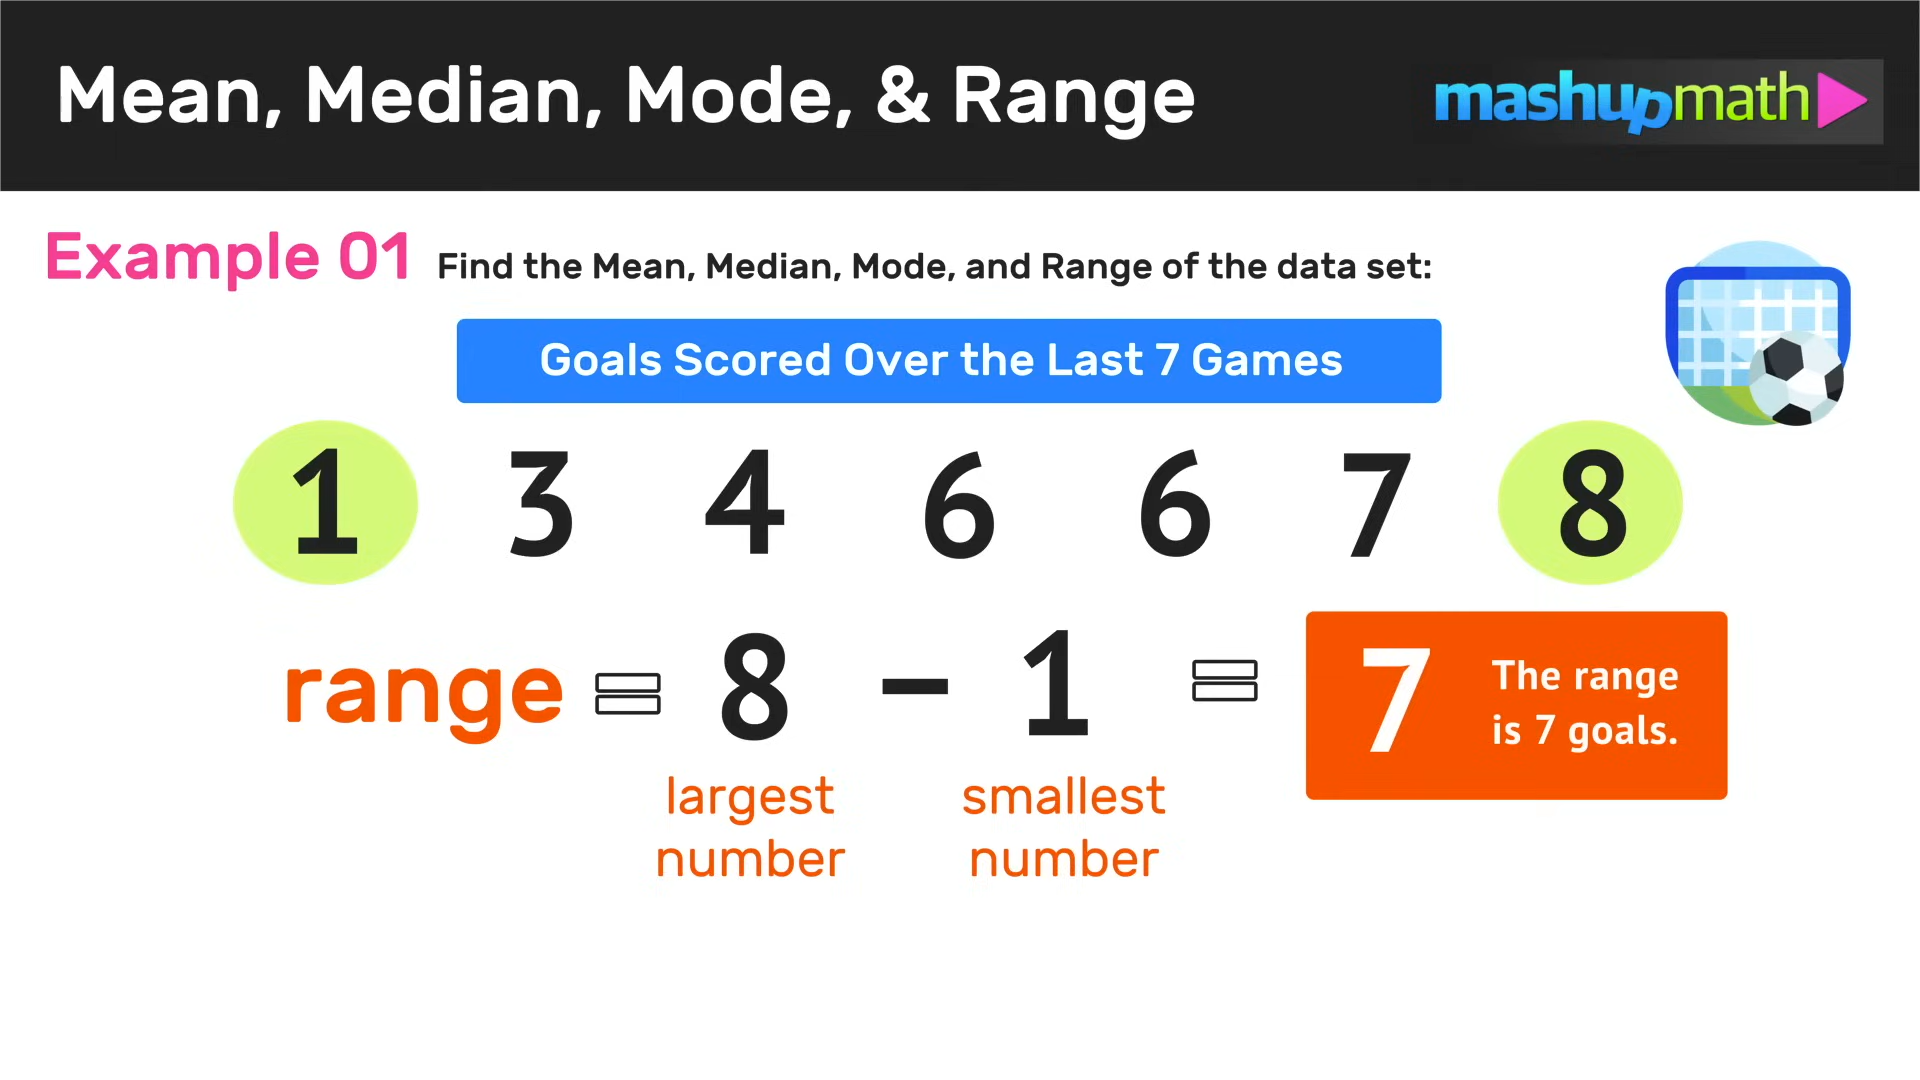 Mean, Median, Mode, & Range
mashupmath
Example 01 Find the Mean, Median, Mode, and Range of the data set:
Goals Scored Over the Last 7 Games
1 3 4 6 6 7 8
range = 8 - 1 = 7 The range
is 7 goals.
largest smallest
number number